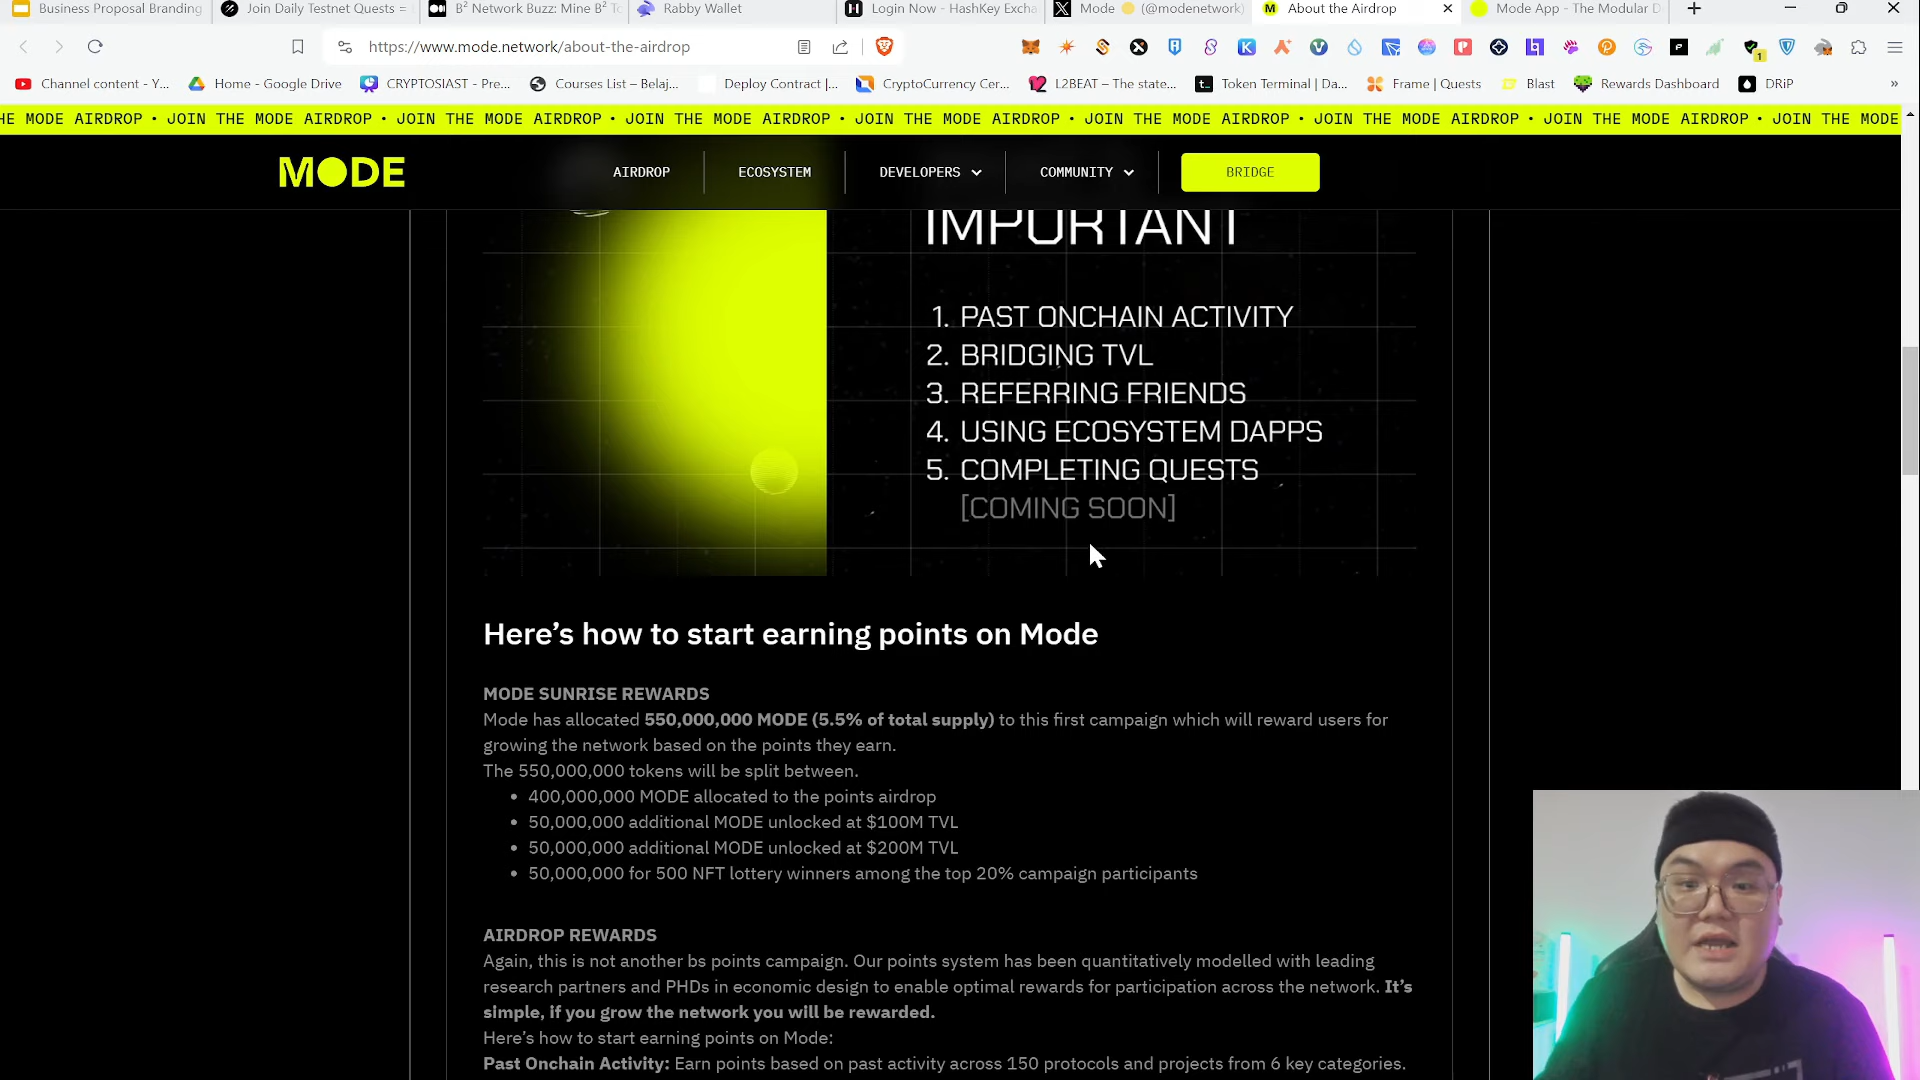 Business Proposal Branding
Join Daily Testnet Quests =
B² Network Buzz: Mine B² To
Rabby Wallet
Login Now - HashKey Excha
Mode (@modenetwork)
About the Airdrop
Mode App - The Modular D
https://www.mode.network/about-the-airdrop
Channel content - Y...
Home - Google Drive
CRYPTOSIAST - Pre...
Courses List – Belaj...
Deploy Contract |...
CryptoCurrency Cer...
L2BEAT – The state...
Token Terminal | Da...
Frame | Quests
Blast
Rewards Dashboard
DRiP
HE MODE AIRDROP • JOIN THE MODE AIRDROP • JOIN THE MODE AIRDROP • JOIN THE MODE AIRDROP • JOIN THE MODE AIRDROP • JOIN THE MODE AIRDROP • JOIN THE MODE AIRDROP • JOIN THE MODE
MODE
AIRDROP
ECOSYSTEM
DEVELOPERS
COMMUNITY
BRIDGE
IMPORTANT
1. PAST ONCHAIN ACTIVITY
2. BRIDGING TVL
3. REFERRING FRIENDS
4. USING ECOSYSTEM DAPPS
5. COMPLETING QUESTS
[COMING SOON]
Here’s how to start earning points on Mode
MODE SUNRISE REWARDS
Mode has allocated 550,000,000 MODE (5.5% of total supply) to this first campaign which will reward users for
growing the network based on the points they earn.
The 550,000,000 tokens will be split between.
• 400,000,000 MODE allocated to the points airdrop
• 50,000,000 additional MODE unlocked at $100M TVL
• 50,000,000 additional MODE unlocked at $200M TVL
• 50,000,000 for 500 NFT lottery winners among the top 20% campaign participants
AIRDROP REWARDS
Again, this is not another bs points campaign. Our points system has been quantitatively modelled with leading
research partners and PHDs in economic design to enable optimal rewards for participation across the network. It’s
simple, if you grow the network you will be rewarded.
Here’s how to start earning points on Mode:
Past Onchain Activity: Earn points based on past activity across 150 protocols and projects from 6 key categories.